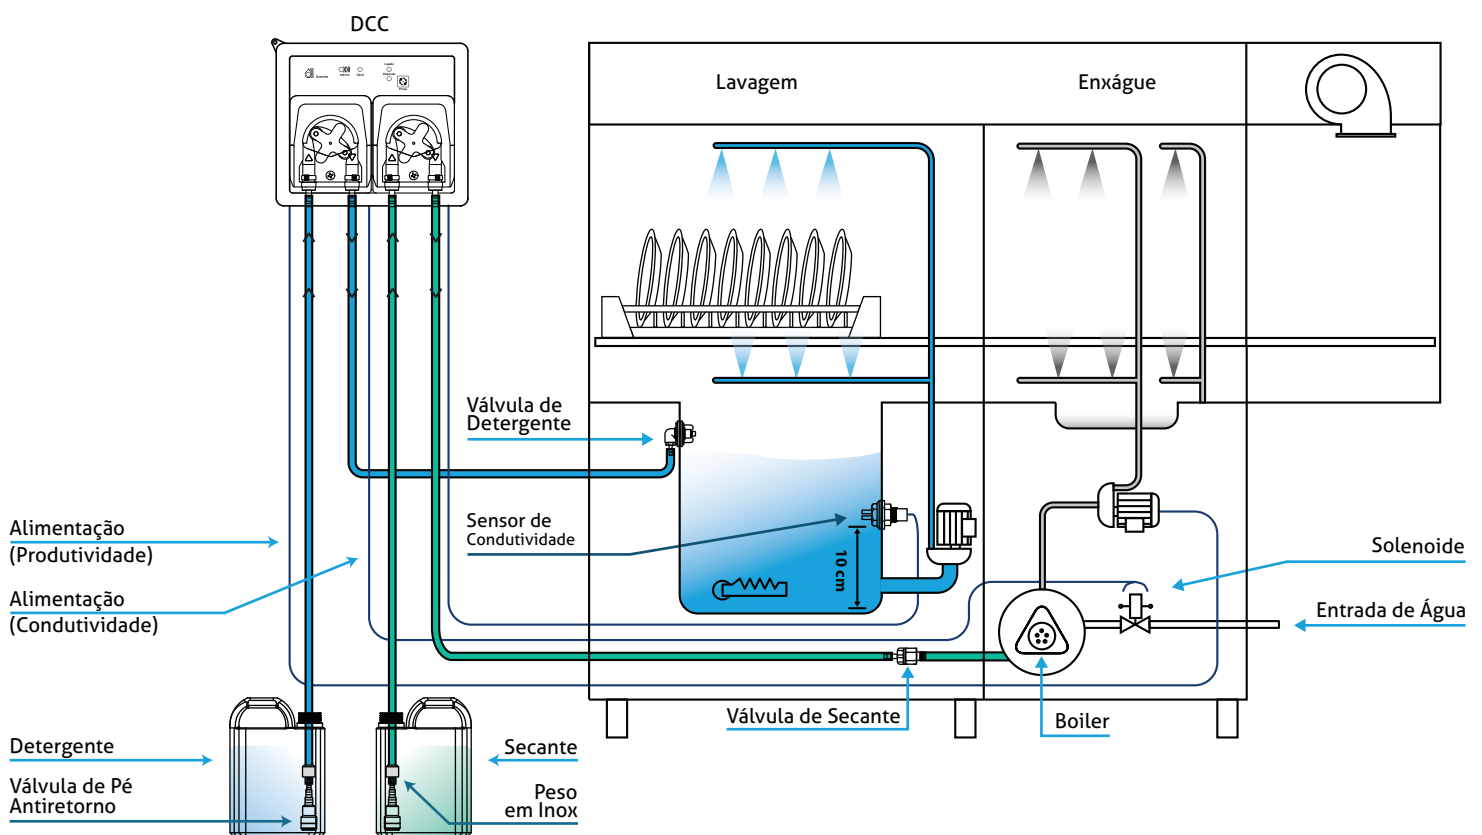 DCC
Lavagem
Enxágue
Válvula de
Detergente
Sensor de
Condutividade
10 cm
Alimentação
(Produtividade)
Alimentação
(Condutividade)
Solenoide
Entrada de Água
Válvula de Secante
Boiler
Detergente
Válvula de Pé
Antiretorno
Secante
Peso
em Inox